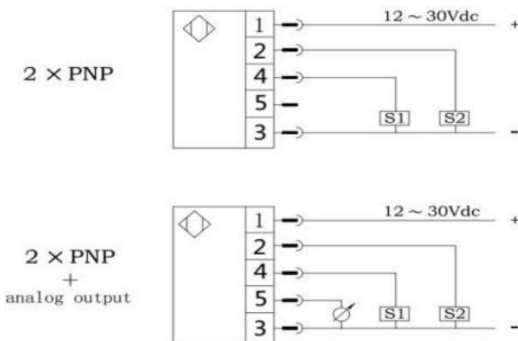 1 12 ~ 30Vdc +
2
2 × PNP
4
5
S1 S2
3 −
1 12 ~ 30Vdc +
2
2 × PNP
+
4
analog output
5
S1 S2
3 −